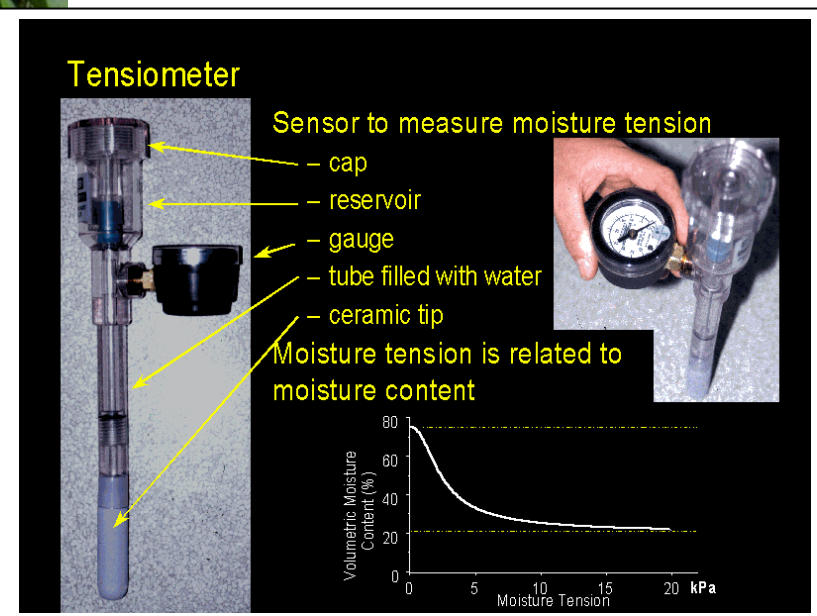 Tensiometer
Sensor to measure moisture tension
– cap
– reservoir
– gauge
– tube filled with water
– ceramic tip
Moisture tension is related to
moisture content
Volumetric Moisture
Content (%)
80
60
40
20
0
0 5 10 15 20 kPa
Moisture Tension